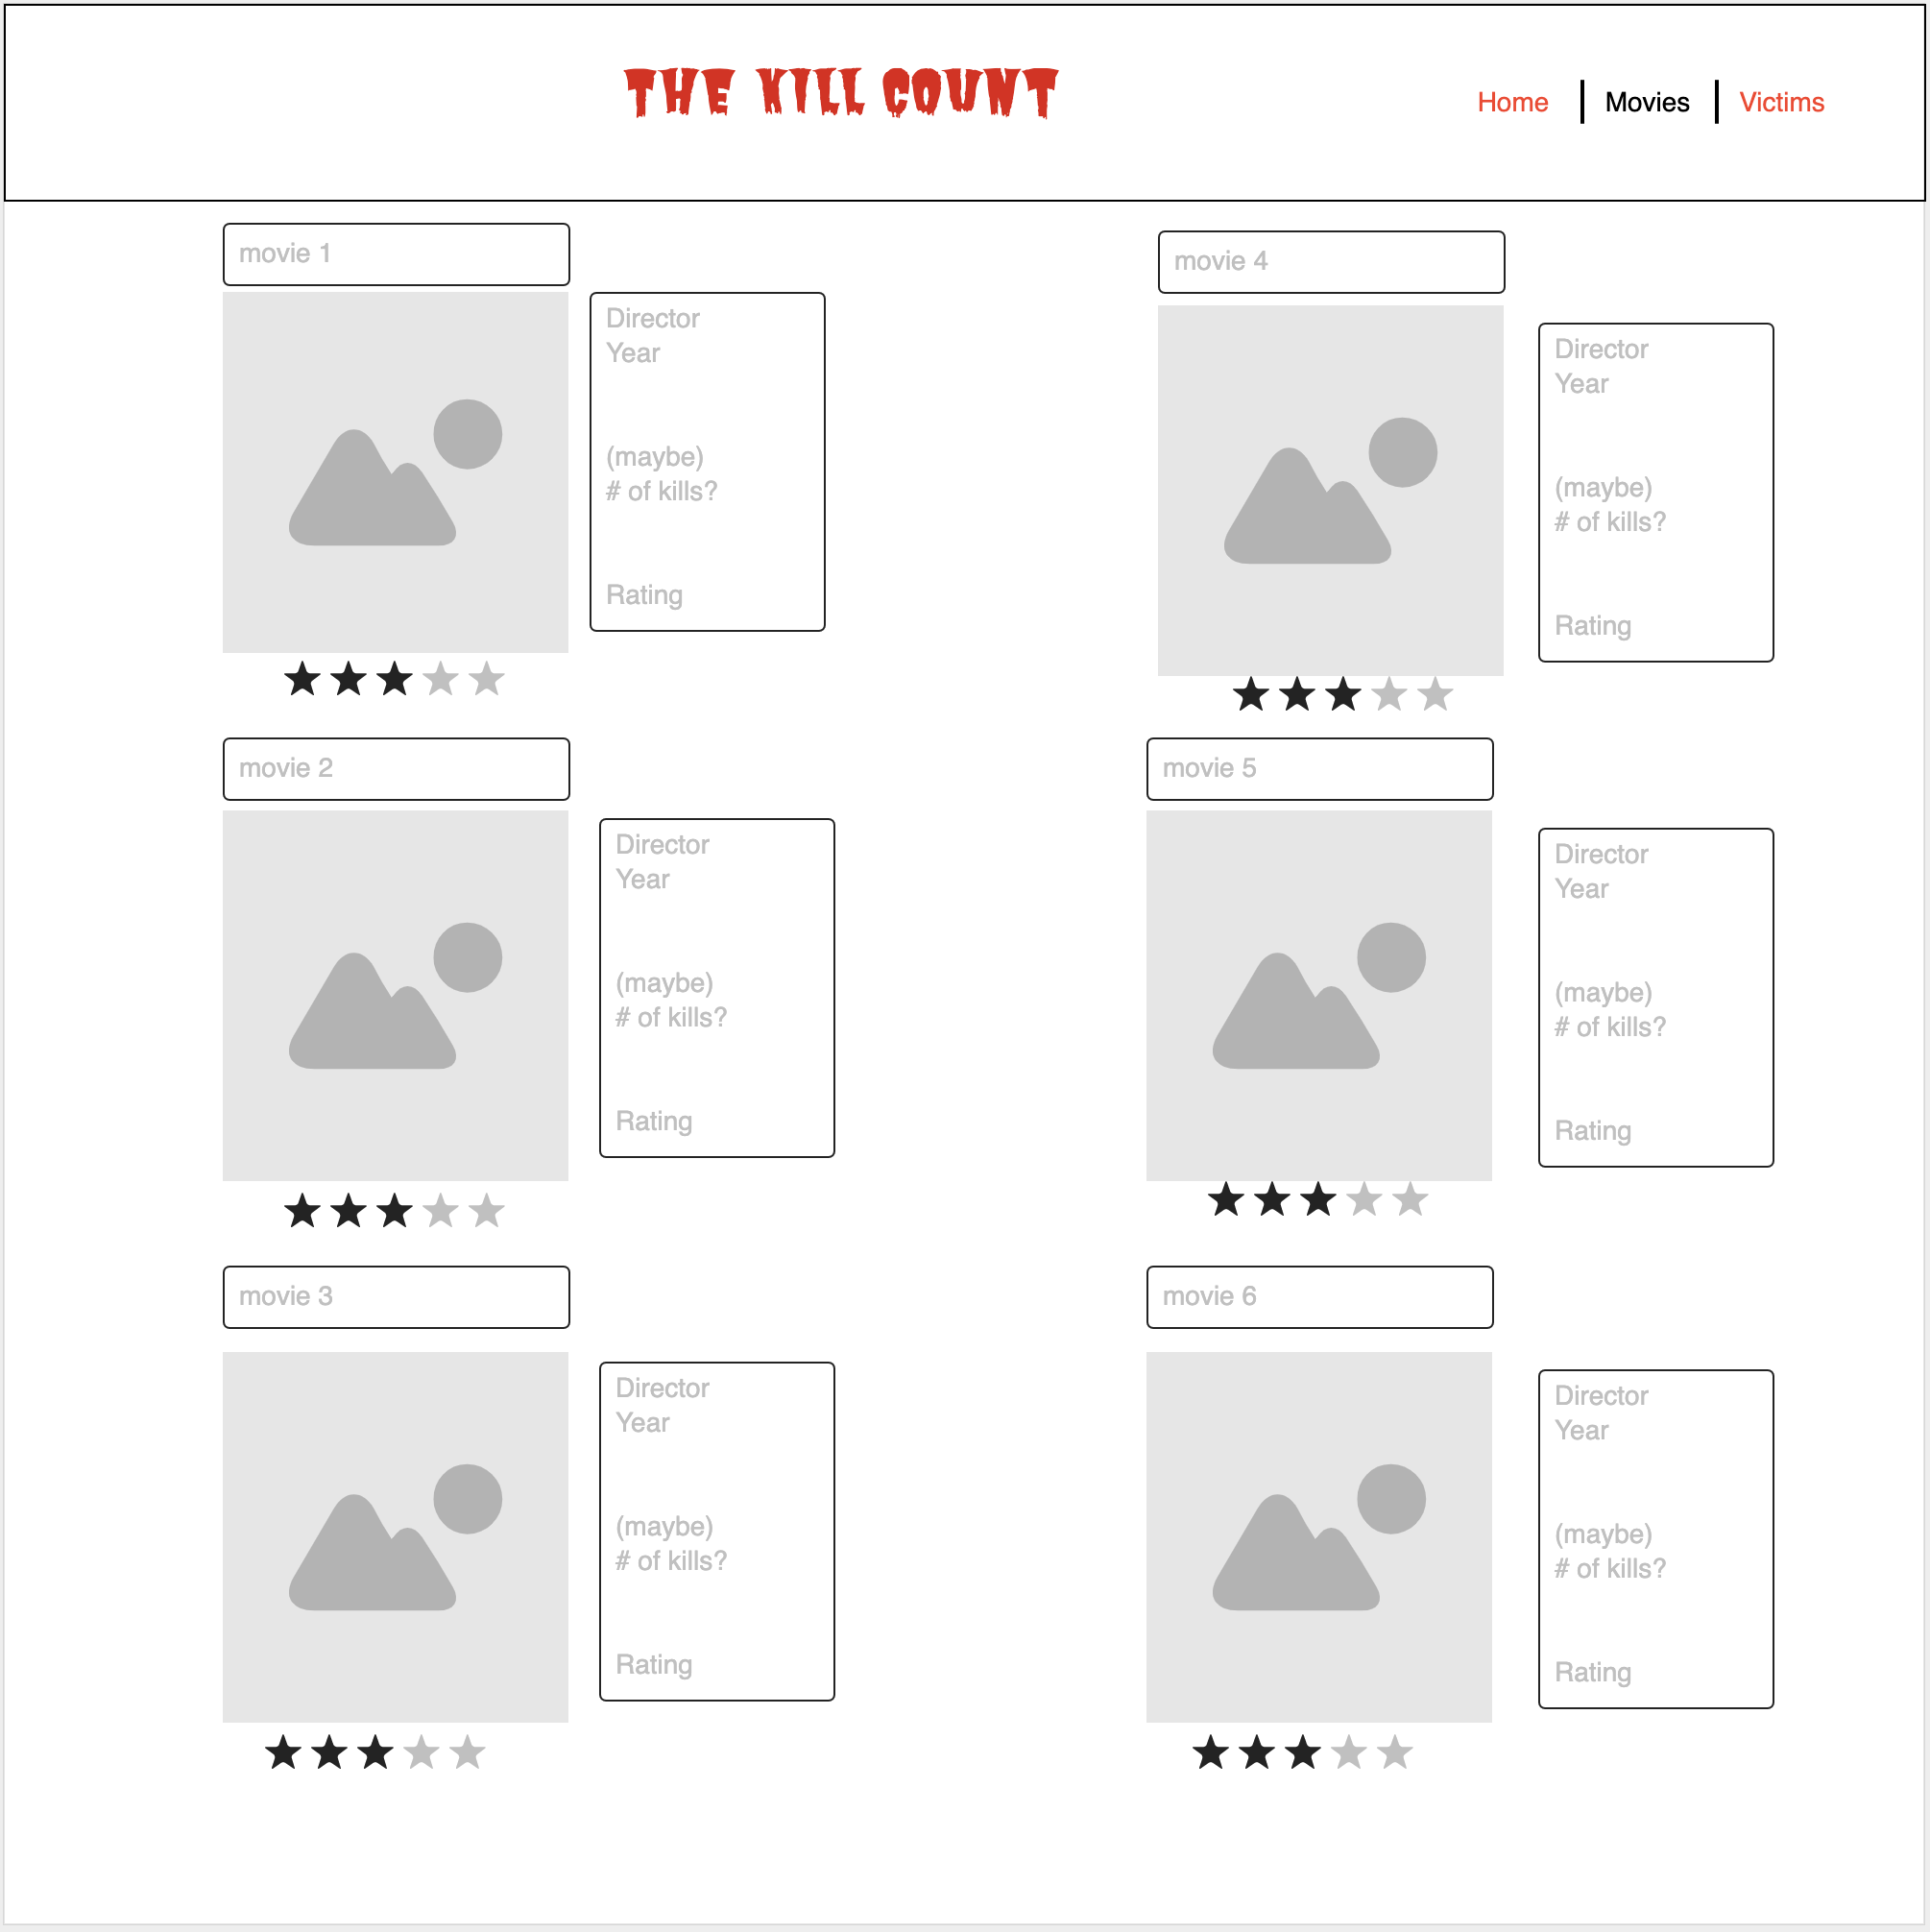 THE KILL COUNT
Home
Movies
Victims
movie 1
Director
Year
(maybe)
# of kills?
Rating
movie 4
Director
Year
(maybe)
# of kills?
Rating
movie 2
Director
Year
(maybe)
# of kills?
Rating
movie 5
Director
Year
(maybe)
# of kills?
Rating
movie 3
Director
Year
(maybe)
# of kills?
Rating
movie 6
Director
Year
(maybe)
# of kills?
Rating